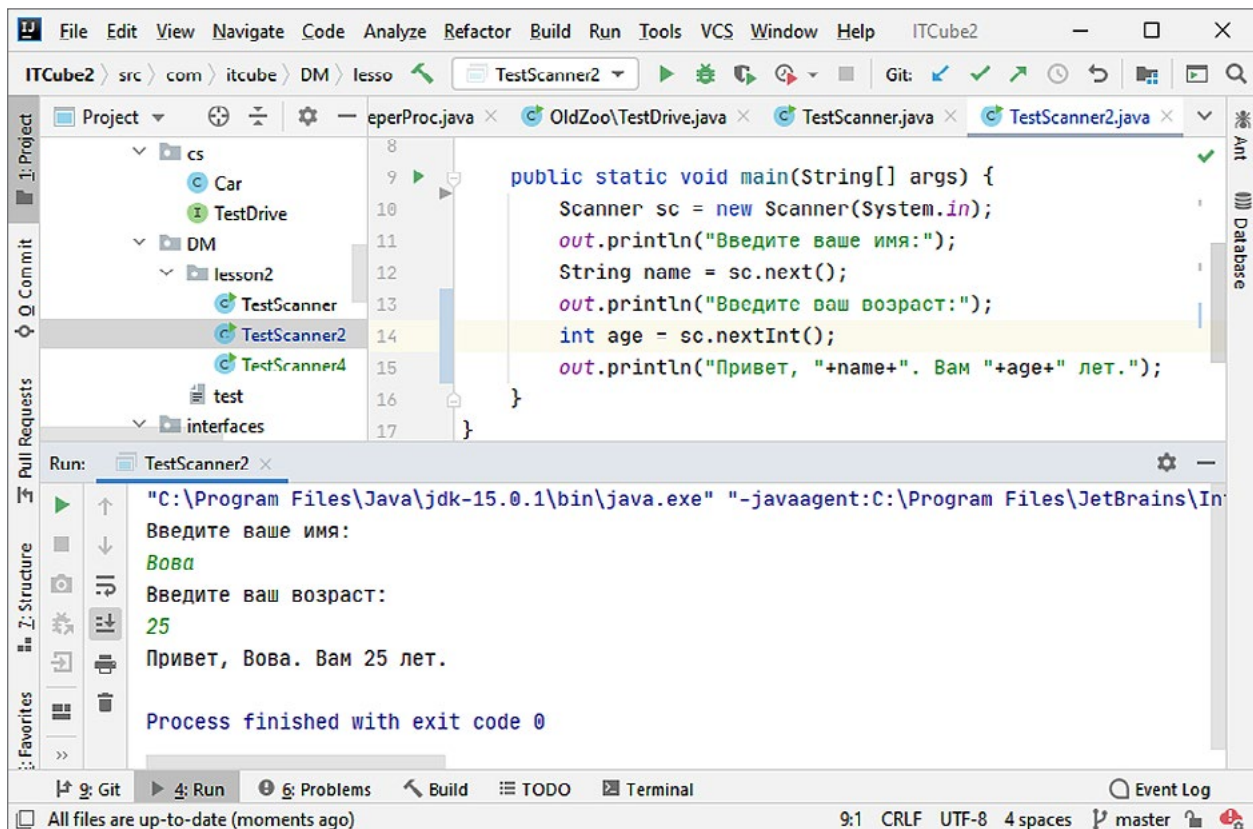 File Edit View Navigate Code Analyze Refactor Build Run Tools VCS Window Help ITCube2
ITCube2 src com itcube DM lesso TestScanner2 Git:
Project eperProc.java OldZoo\TestDrive.java TestScanner.java TestScanner2.java
1: Project
0 Commit
Pull Requests
Z: Structure
Favorites
cs
Car
TestDrive
DM
lesson2
TestScanner
TestScanner2
TestScanner4
test
interfaces
8
9 public static void main(String[] args) {
10 Scanner sc = new Scanner(System.in);
11 out.println("Введите ваше имя:");
12 String name = sc.next();
13 out.println("Введите ваш возраст:");
14 int age = sc.nextInt();
15 out.println("Привет, "+name+". Вам "+age+" лет.");
16 }
17 }
Ant
Database
Run: TestScanner2
"C:\Program Files\Java\jdk-15.0.1\bin\java.exe" "-javaagent:C:\Program Files\JetBrains\In
Введите ваше имя:
Вова
Введите ваш возраст:
25
Привет, Вова. Вам 25 лет.
Process finished with exit code 0
9: Git 4: Run 6: Problems Build TODO Terminal Event Log
All files are up-to-date (moments ago) 9:1 CRLF UTF-8 4 spaces master